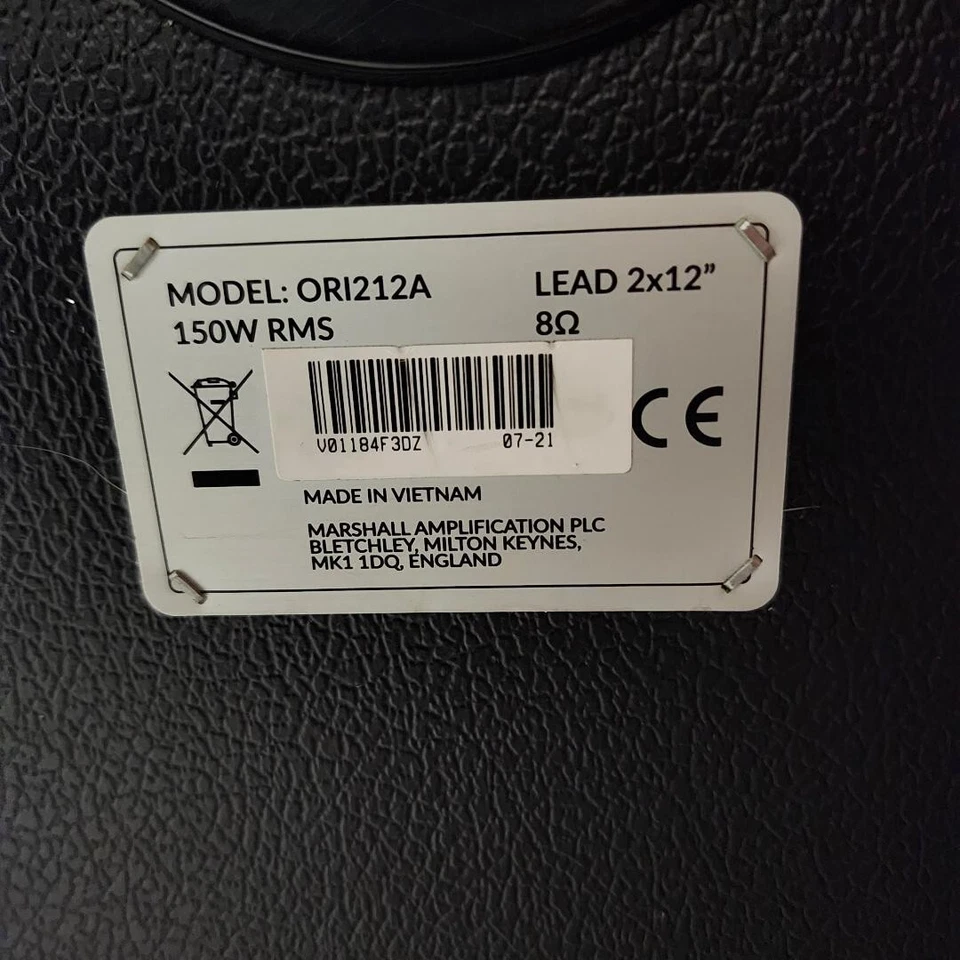 MODEL: ORI212A LEAD 2x12”
150W RMS 8Ω
V01184F3DZ 07-21
CE
MADE IN VIETNAM
MARSHALL AMPLIFICATION PLC
BLETCHLEY, MILTON KEYNES,
MK1 1DQ, ENGLAND